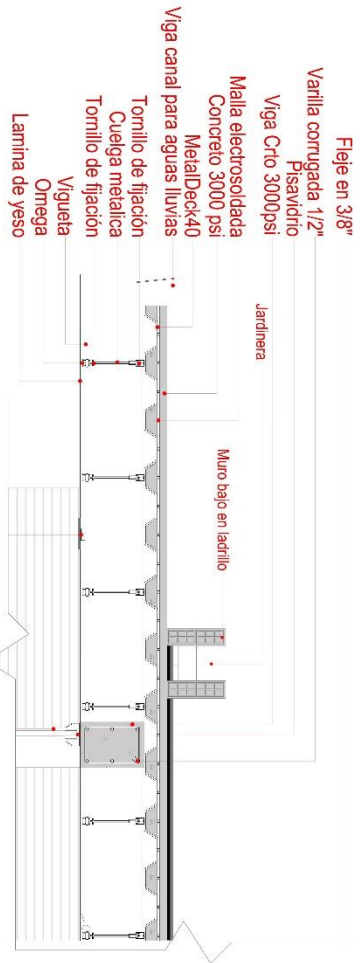 Fleje en 3/8"
Varilla corrugada 1/2"
Pisavidrio
Viga Crto 3000psi
Malla electrosoldada
Concreto 3000 psi
MetalDeck40
Viga canal para aguas lluvias
Jardinera
Muro bajo en ladrillo
Tornillo de fijación
Cuelga metalica
Tornillo de fijación
Vigueta
Omega
Lamina de yeso